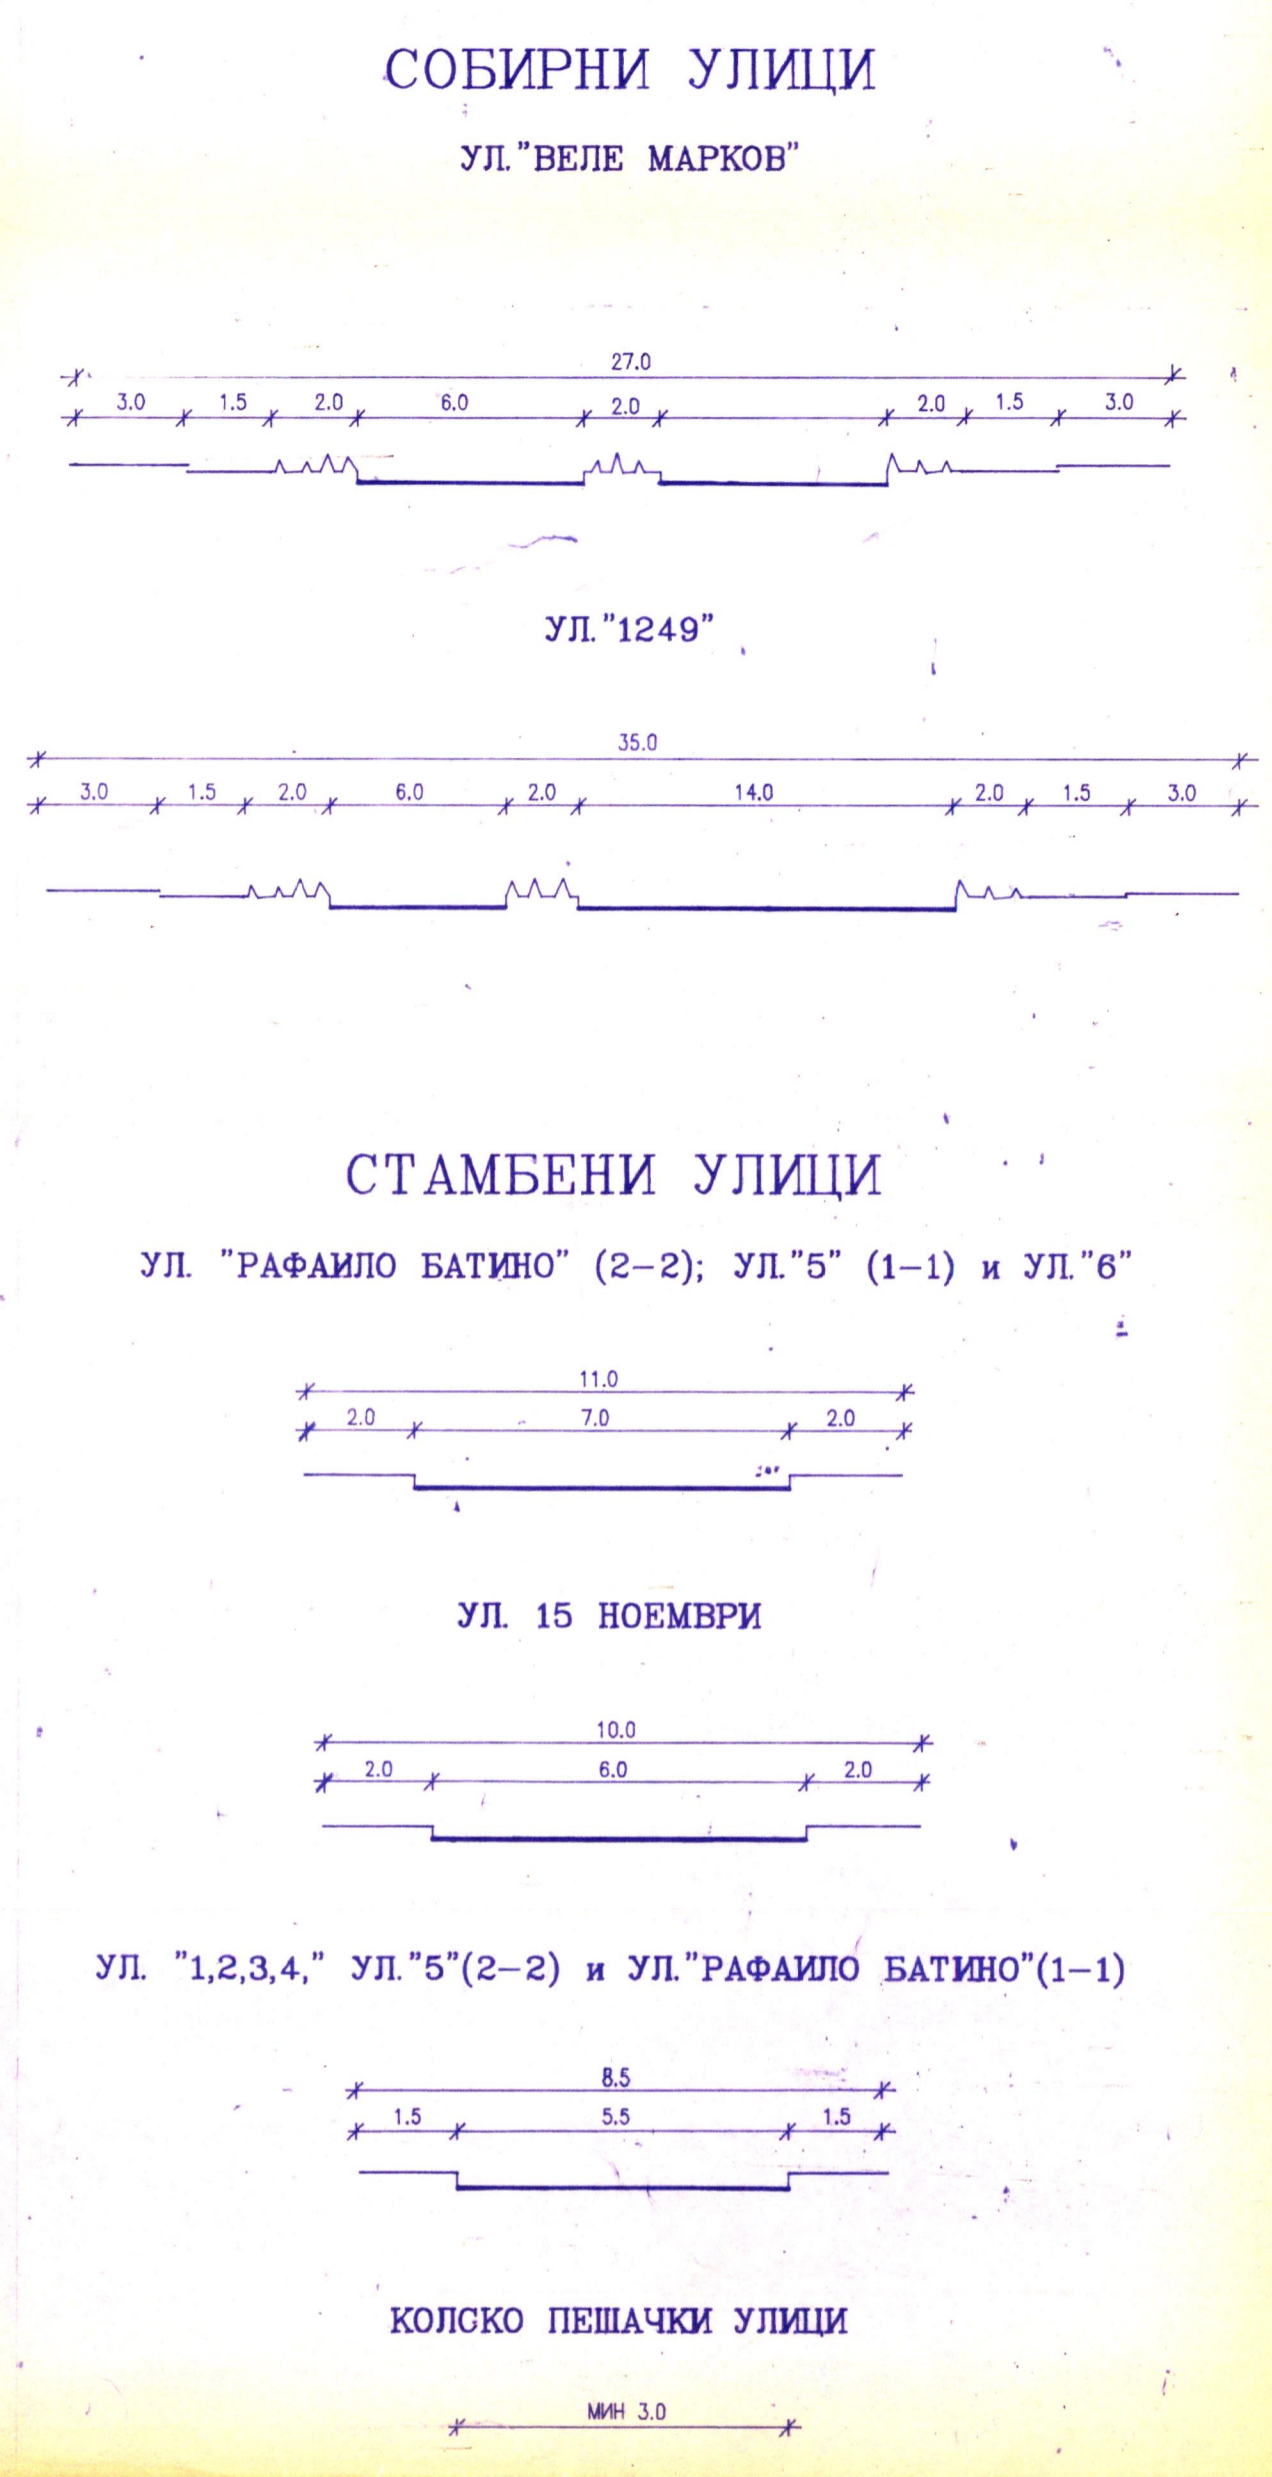 СОБИРНИ УЛИЦИ
УЛ."ВЕЛЕ МАРКОВ"
27.0
3.0 1.5 2.0 6.0 2.0 2.0 1.5 3.0
УЛ."1249"
35.0
3.0 1.5 2.0 6.0 2.0 14.0 2.0 1.5 3.0
СТАМБЕНИ УЛИЦИ
УЛ. "РАФАИЛО БАТИНО" (2-2); УЛ."5" (1-1) и УЛ."6"
11.0
2.0 7.0 2.0
УЛ. 15 НОЕМВРИ
10.0
2.0 6.0 2.0
УЛ. "1,2,3,4," УЛ."5"(2-2) и УЛ."РАФАИЛО БАТИНО"(1-1)
8.5
1.5 5.5 1.5
КОЛСКО ПЕШАЧКИ УЛИЦИ
МИН 3.0